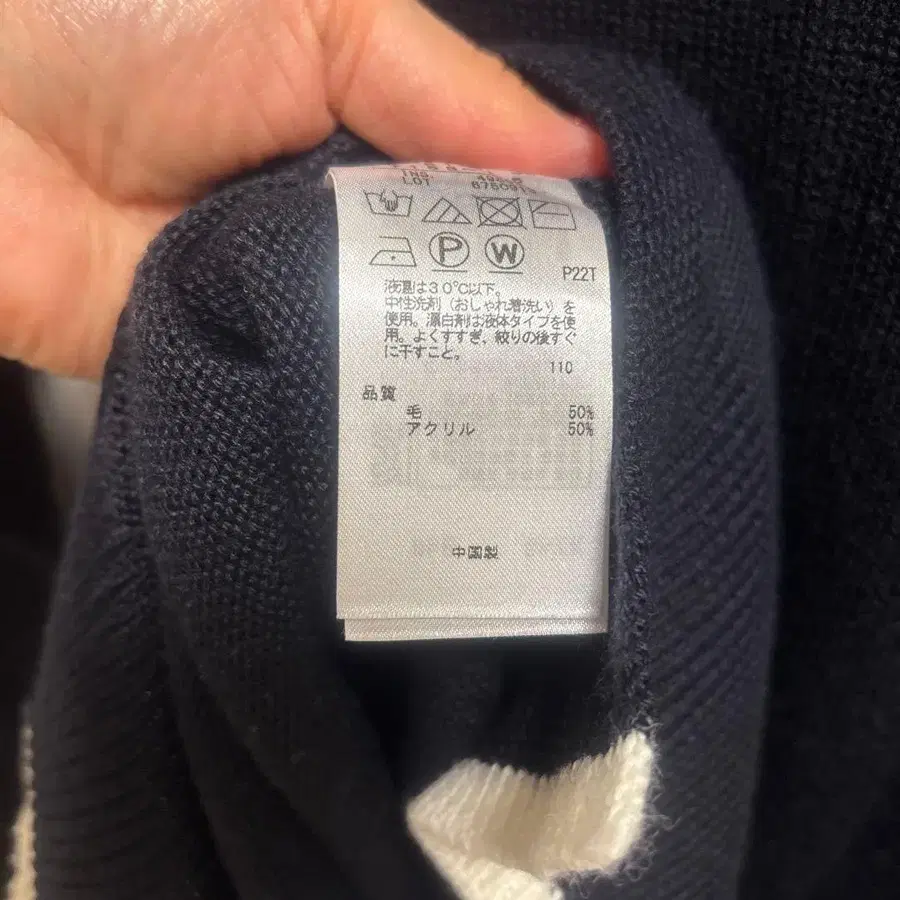 LOT
P
W
P22T
液温は30℃以下。
中性洗剤（おしゃれ着洗い）を
使用。漂白剤は液体タイプを使
用。よくすすぎ、絞りの後すぐ
に干すこと。
110
品質
毛 50%
アクリル 50%
中国製